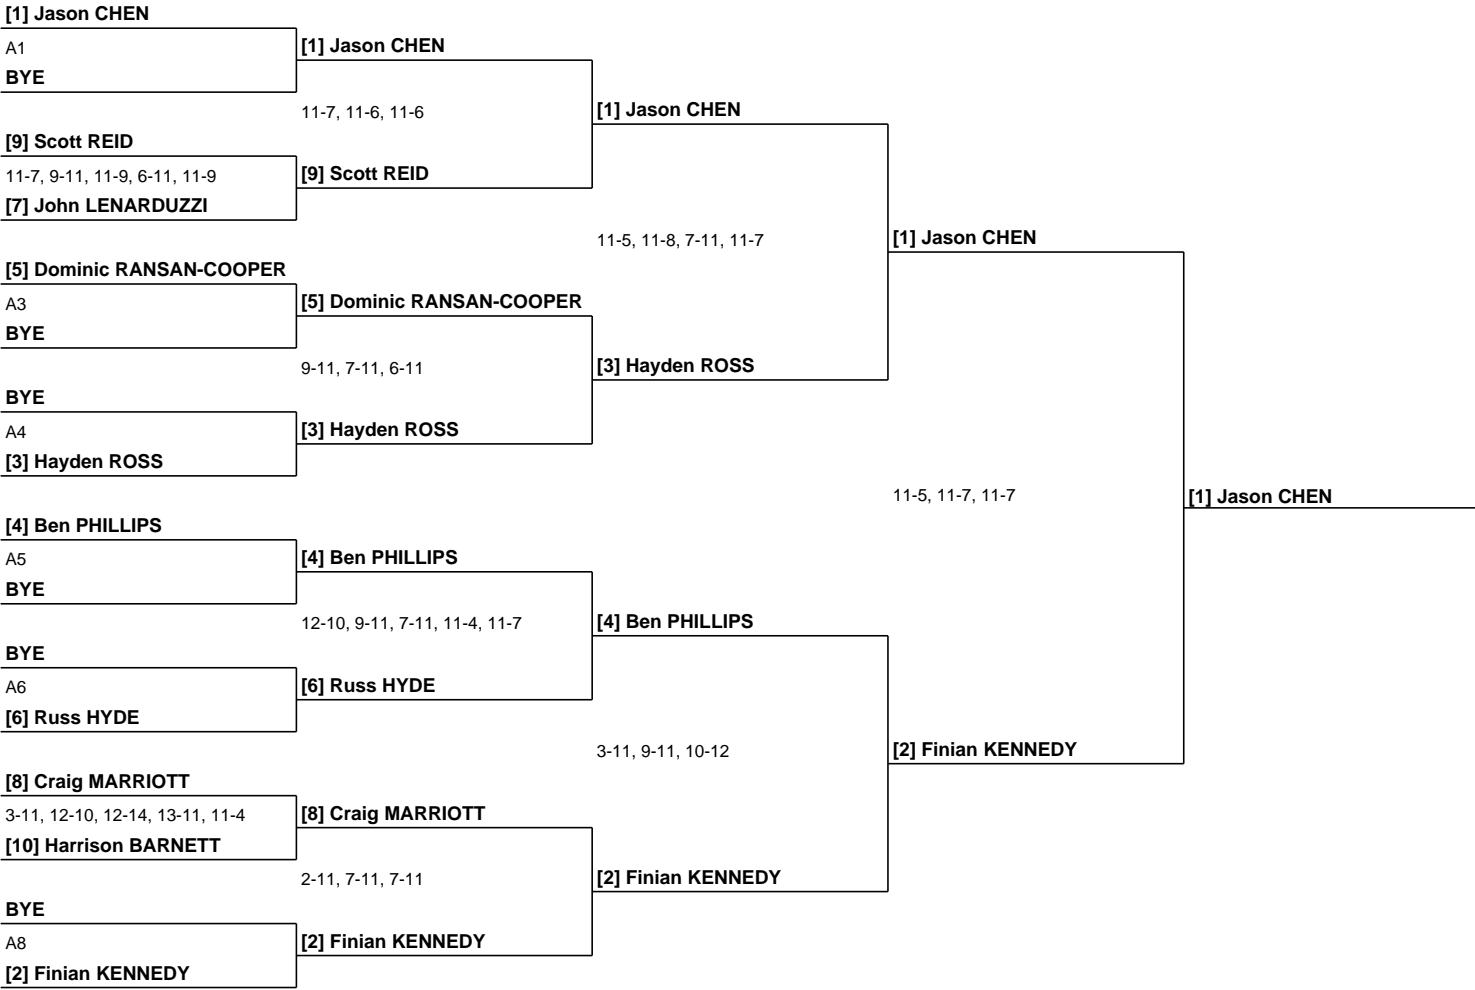 [1] Jason CHEN
A1
BYE
[9] Scott REID
11-7, 9-11, 11-9, 6-11, 11-9
[7] John LENARDUZZI
[5] Dominic RANSAN-COOPER
A3
BYE
BYE
A4
[3] Hayden ROSS
[4] Ben PHILLIPS
A5
BYE
BYE
A6
[6] Russ HYDE
[8] Craig MARRIOTT
3-11, 12-10, 12-14, 13-11, 11-4
[10] Harrison BARNETT
BYE
A8
[2] Finian KENNEDY
[1] Jason CHEN
11-7, 11-6, 11-6
[9] Scott REID
[5] Dominic RANSAN-COOPER
9-11, 7-11, 6-11
[3] Hayden ROSS
[4] Ben PHILLIPS
12-10, 9-11, 7-11, 11-4, 11-7
[6] Russ HYDE
[8] Craig MARRIOTT
2-11, 7-11, 7-11
[2] Finian KENNEDY
[1] Jason CHEN
11-5, 11-8, 7-11, 11-7
[3] Hayden ROSS
[4] Ben PHILLIPS
3-11, 9-11, 10-12
[2] Finian KENNEDY
[1] Jason CHEN
11-5, 11-7, 11-7
[2] Finian KENNEDY
[1] Jason CHEN